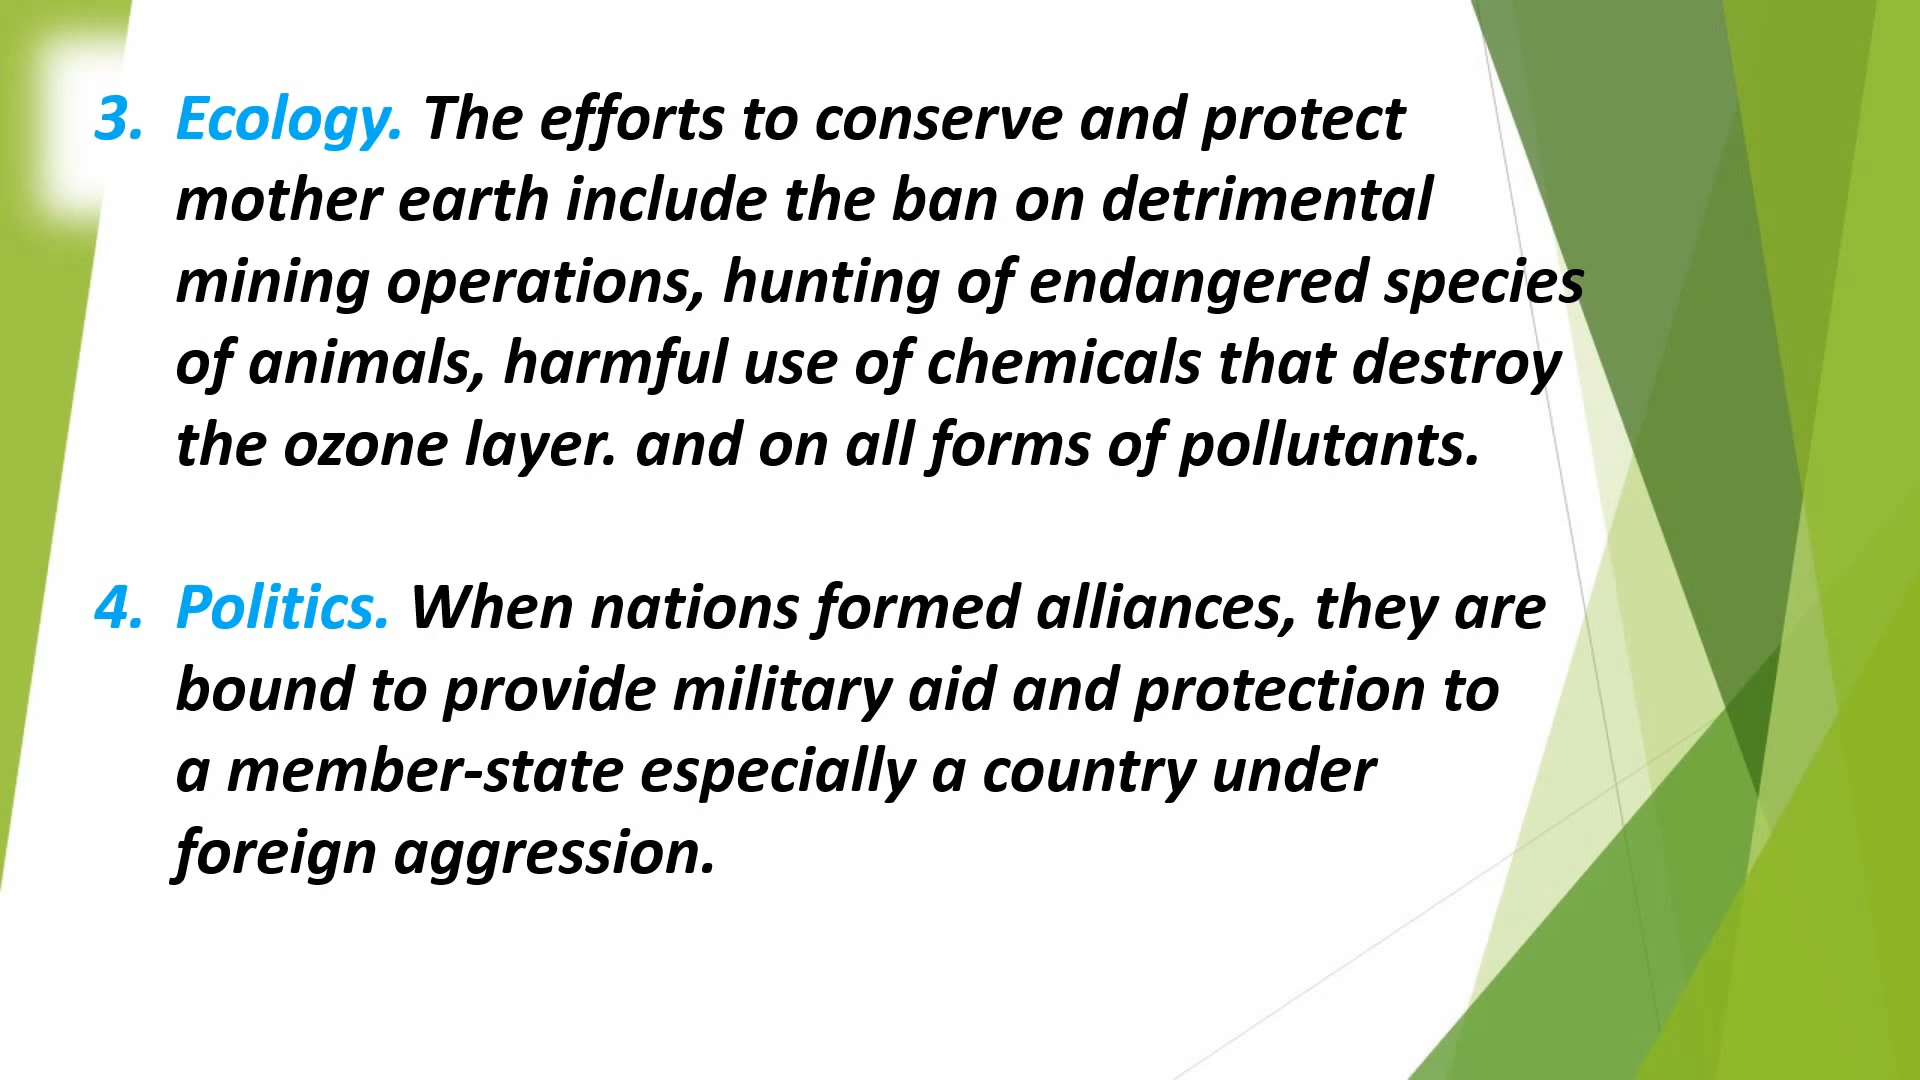 3. Ecology. The efforts to conserve and protect
mother earth include the ban on detrimental
mining operations, hunting of endangered species
of animals, harmful use of chemicals that destroy
the ozone layer. and on all forms of pollutants.
4. Politics. When nations formed alliances, they are
bound to provide military aid and protection to
a member-state especially a country under
foreign aggression.